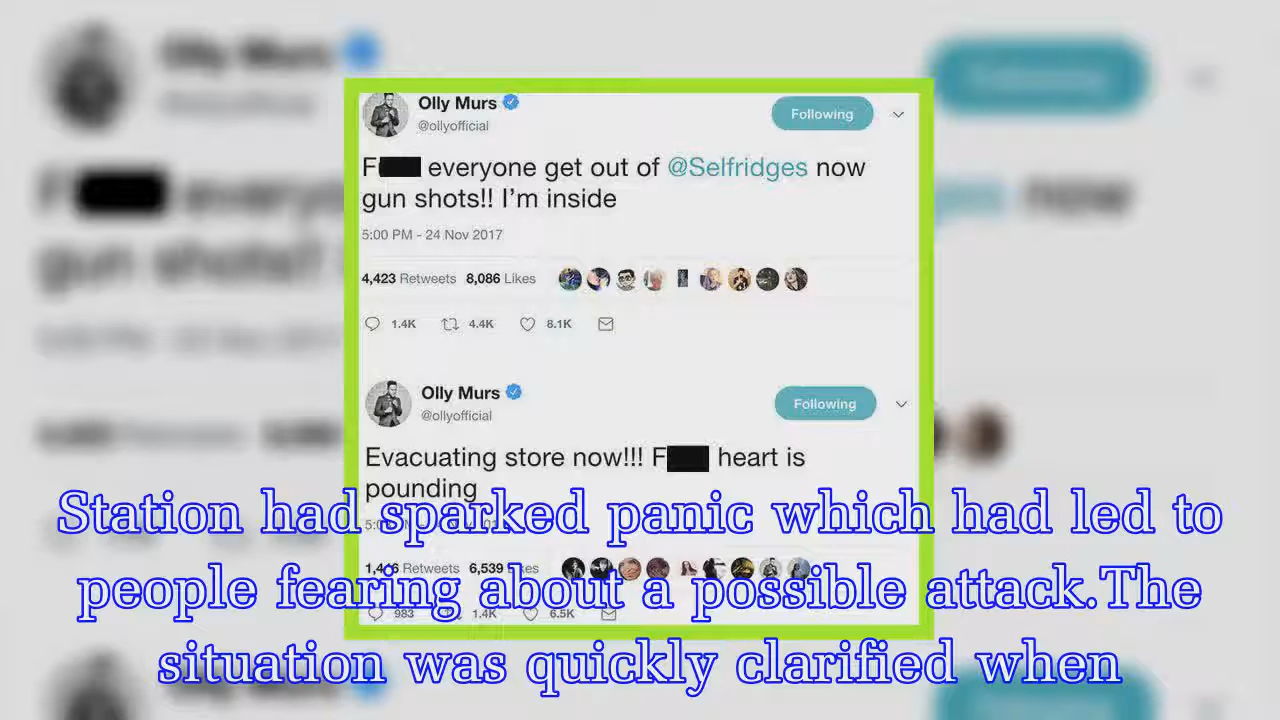 Olly Murs
@ollyofficial
Following
F everyone get out of @Selfridges now
gun shots!! I'm inside
5:00 PM - 24 Nov 2017
4,423 Retweets 8,086 Likes
1.4K 4.4K 8.1K
Olly Murs
@ollyofficial
Following
Evacuating store now!!! F heart is
pounding
Retweets 6,539
983 1.4K 6.5K
Station had sparked panic which had led to
people fearing about a possible attack.The
situation was quickly clarified when